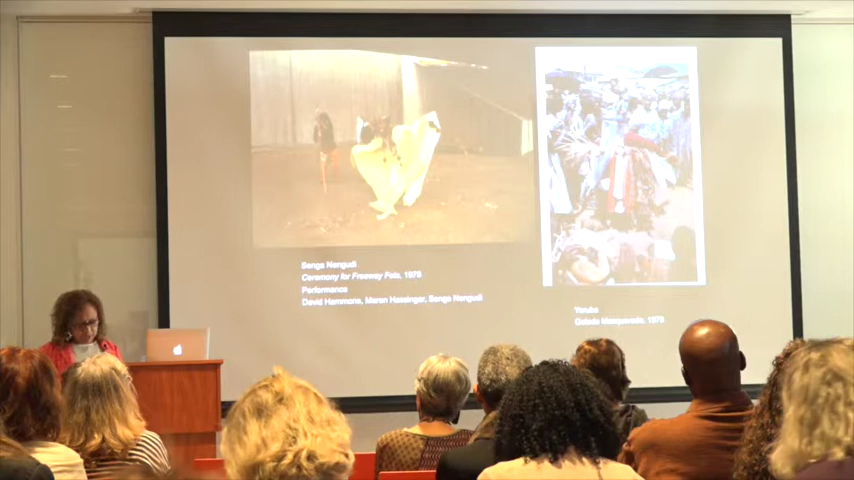 Senga Nengudi
Ceremony for Freeway Fets, 1978
Performance
David Hammons, Maren Hassinger, Senga Nengudi
Yoruba
Gelede Masquerade, 1978